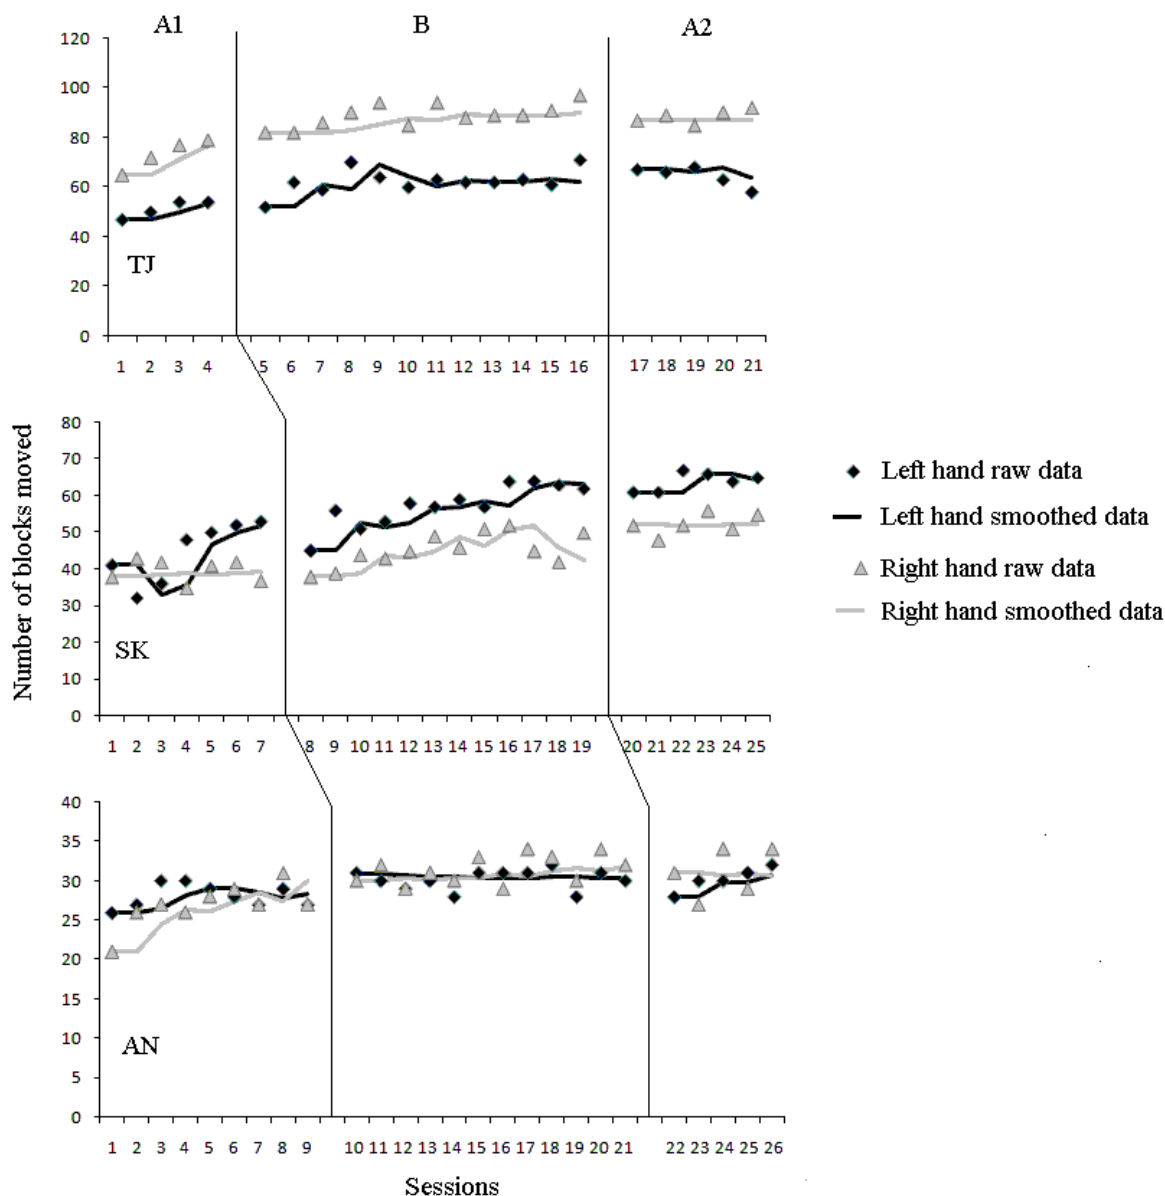 A1 B A2
120
100
80
60
40
20
0
TJ
1 2 3 4 5 6 7 8 9 10 11 12 13 14 15 16 17 18 19 20 21
80
70
60
50
40
30
20
10
0
SK
1 2 3 4 5 6 7 8 9 10 11 12 13 14 15 16 17 18 19 20 21 22 23 24 25
40
35
30
25
20
15
10
5
0
AN
1 2 3 4 5 6 7 8 9 10 11 12 13 14 15 16 17 18 19 20 21 22 23 24 25 26
Number of blocks moved
Sessions
Left hand raw data
Left hand smoothed data
Right hand raw data
Right hand smoothed data